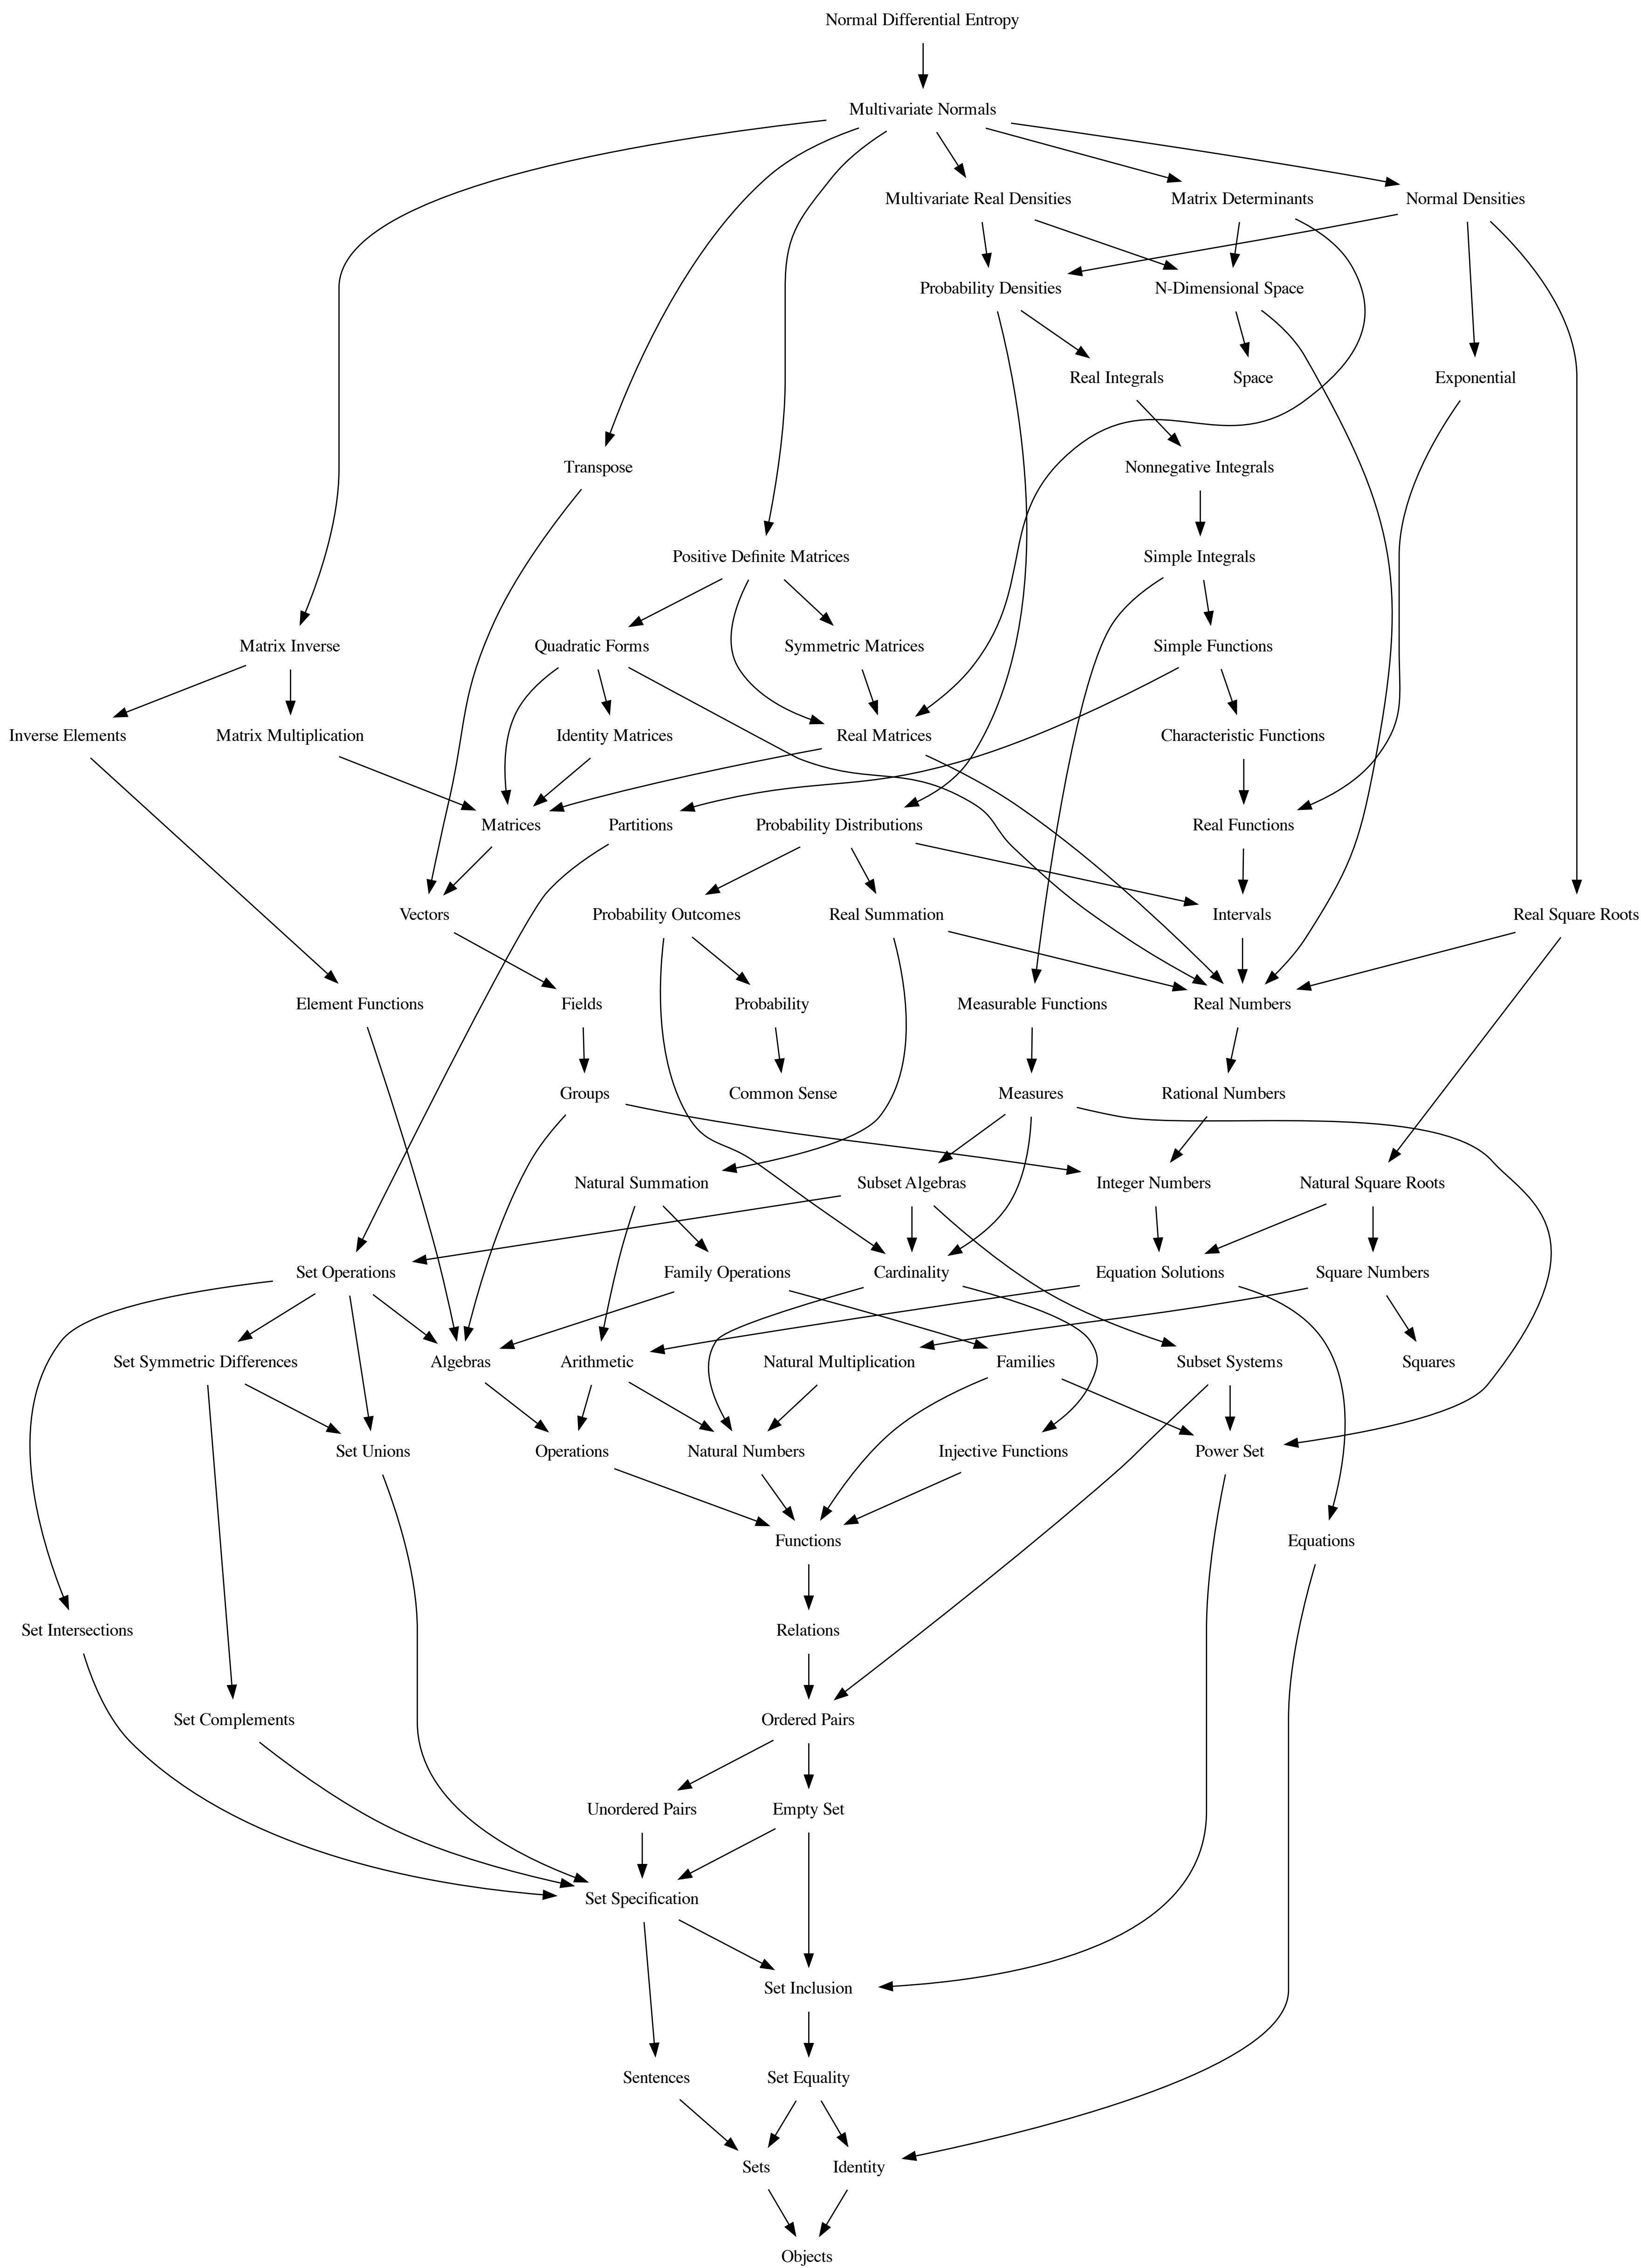 Normal Differential Entropy
Multivariate Normals
Multivariate Real Densities
Matrix Determinants
Normal Densities
Probability Densities
N-Dimensional Space
Real Integrals
Space
Exponential
Transpose
Nonnegative Integrals
Positive Definite Matrices
Simple Integrals
Matrix Inverse
Quadratic Forms
Symmetric Matrices
Simple Functions
Inverse Elements
Matrix Multiplication
Identity Matrices
Real Matrices
Characteristic Functions
Matrices
Partitions
Probability Distributions
Real Functions
Vectors
Probability Outcomes
Real Summation
Intervals
Real Square Roots
Element Functions
Fields
Probability
Measurable Functions
Real Numbers
Groups
Common Sense
Measures
Rational Numbers
Natural Summation
Subset Algebras
Integer Numbers
Natural Square Roots
Set Operations
Family Operations
Cardinality
Equation Solutions
Square Numbers
Set Symmetric Differences
Algebras
Arithmetic
Natural Multiplication
Families
Subset Systems
Squares
Set Unions
Operations
Natural Numbers
Injective Functions
Power Set
Functions
Equations
Set Intersections
Relations
Set Complements
Ordered Pairs
Unordered Pairs
Empty Set
Set Specification
Set Inclusion
Sentences
Set Equality
Sets
Identity
Objects